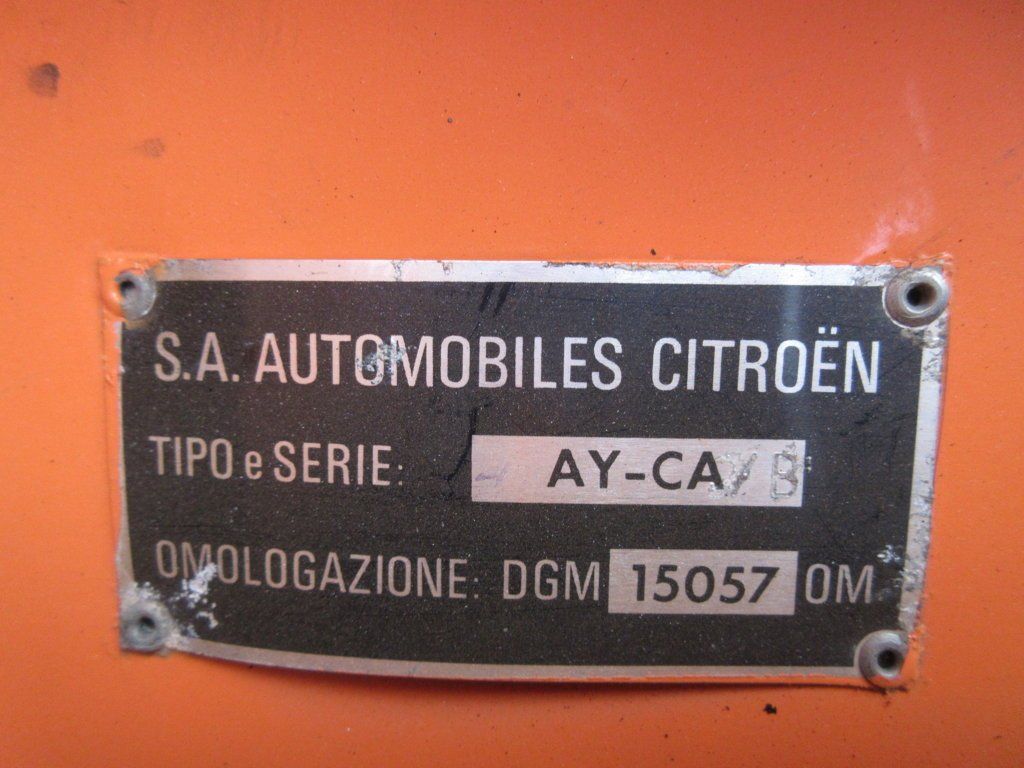 S.A. AUTOMOBILES CITROËN
TIPO e SERIE: AY-CA B
OMOLOGAZIONE: DGM 15057 OM